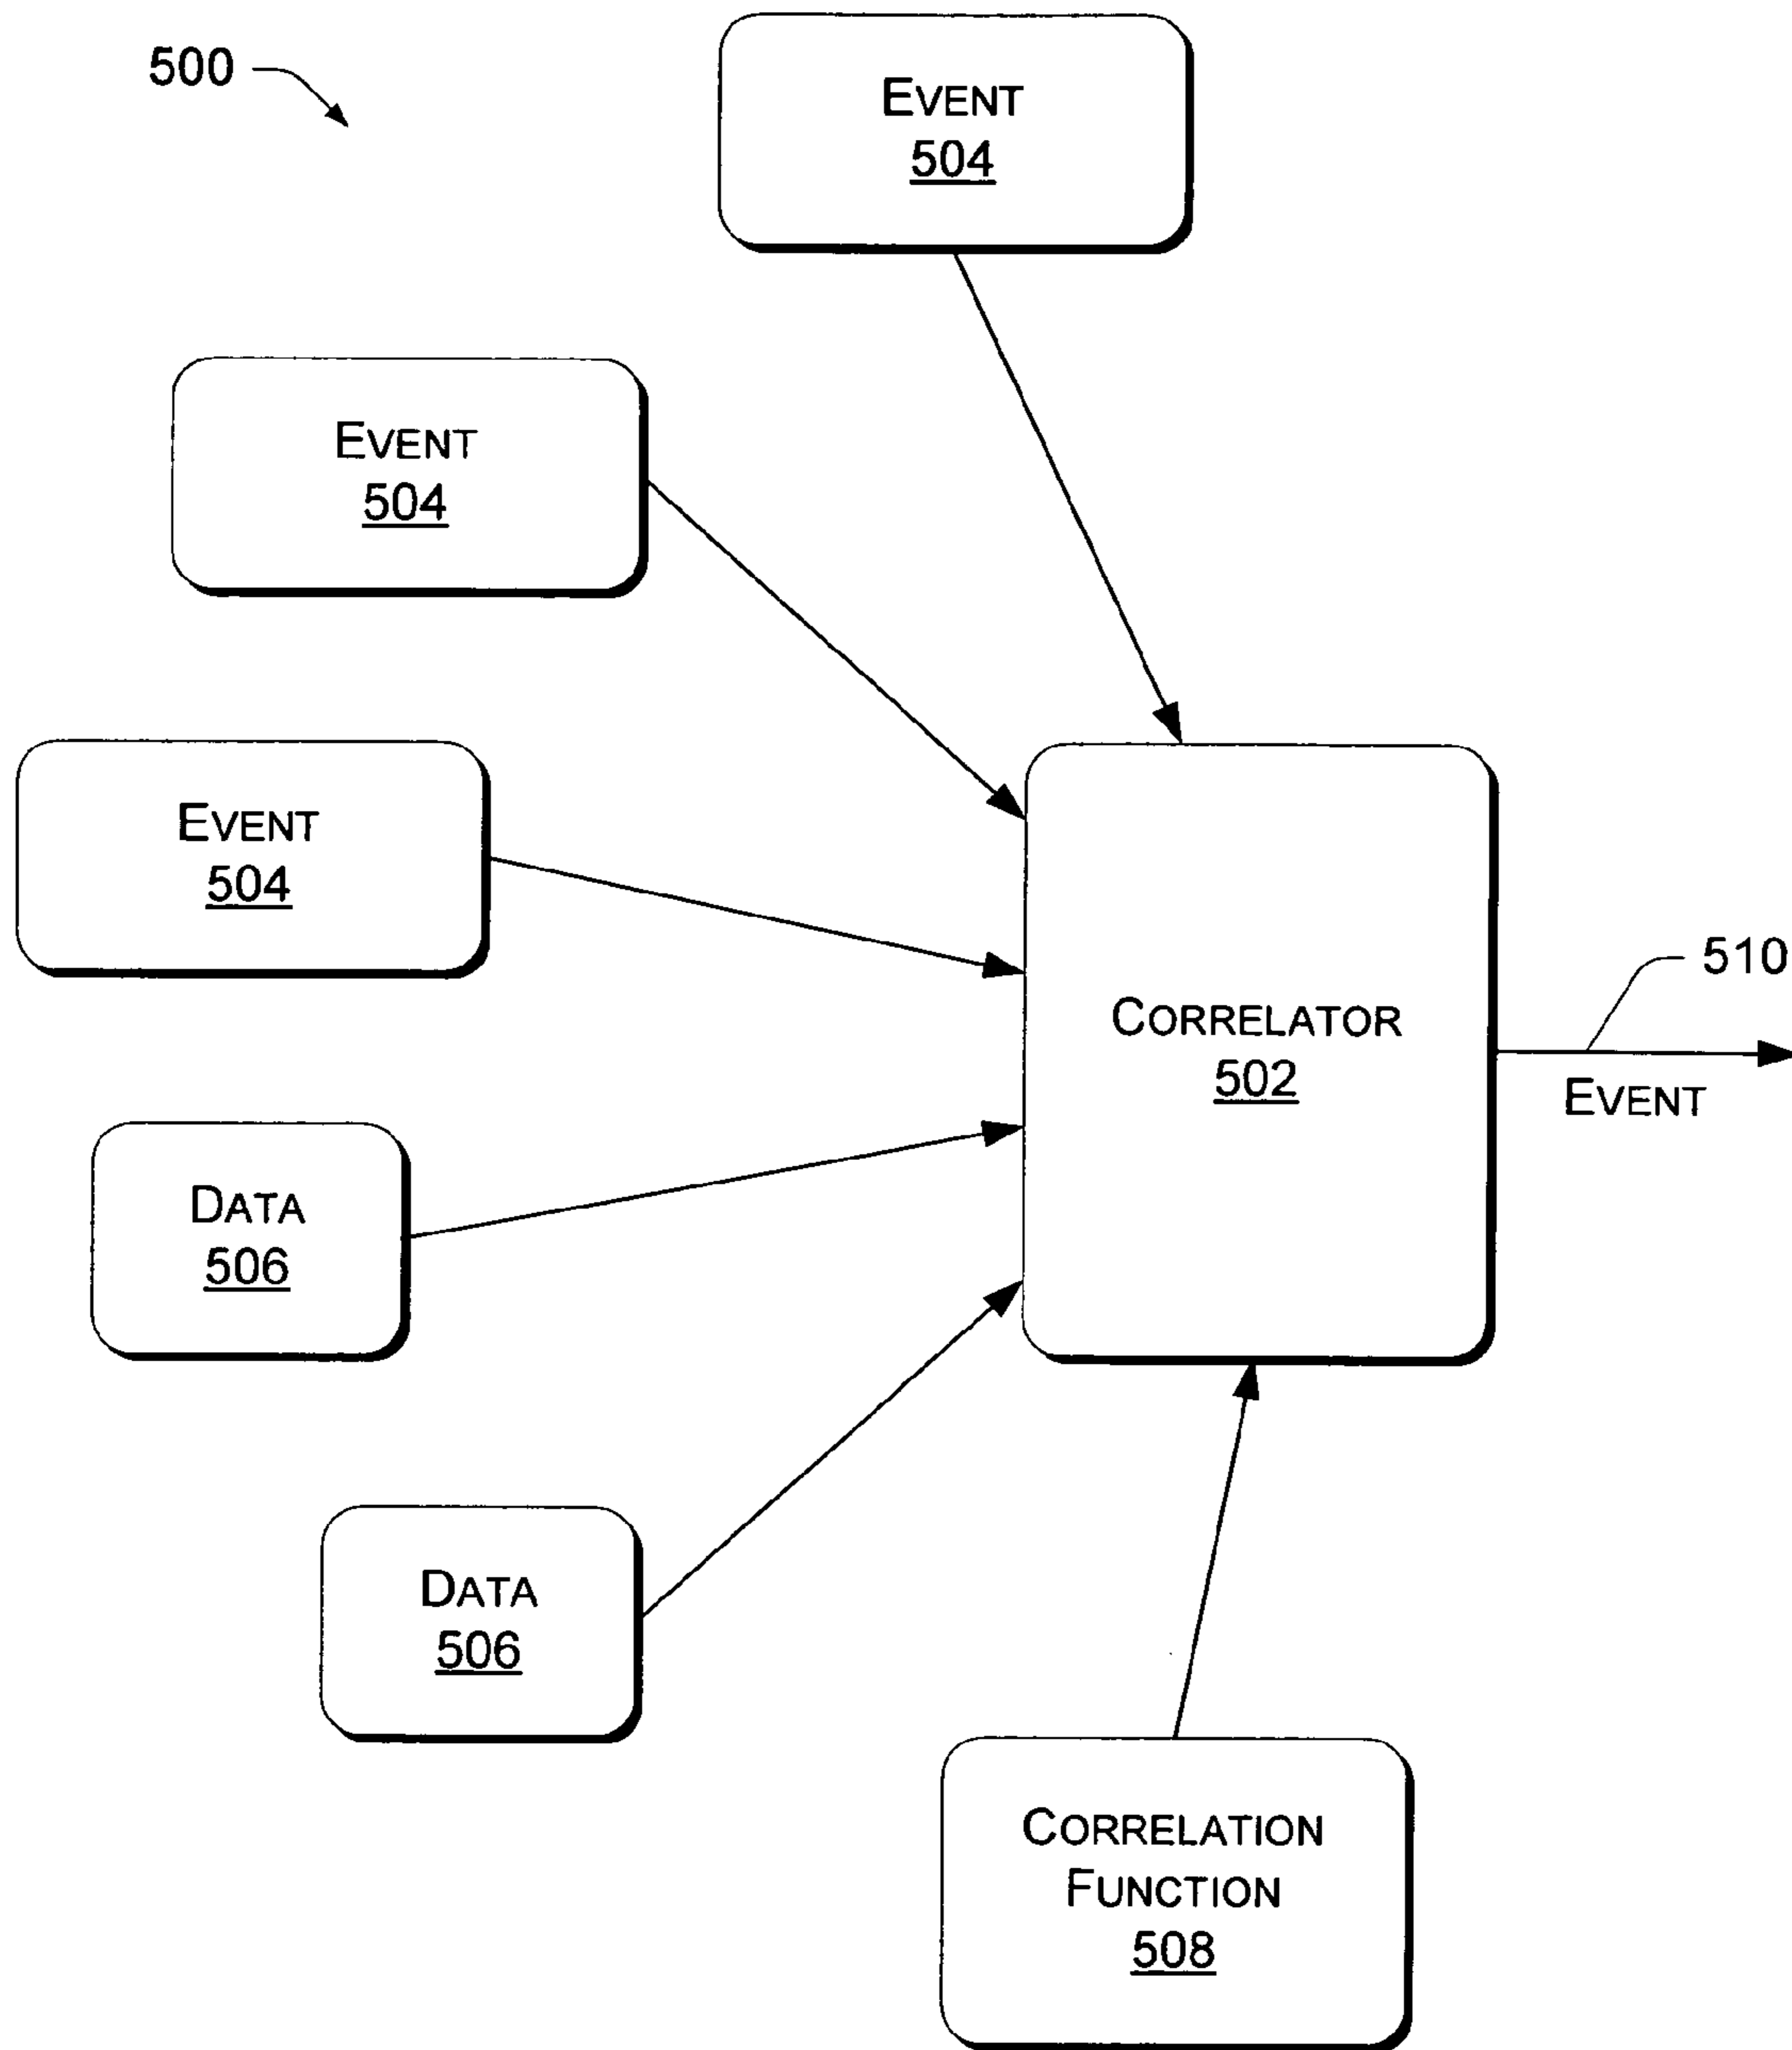 500
EVENT
504
EVENT
504
EVENT
504
510
CORRELATOR
502
EVENT
DATA
506
DATA
506
CORRELATION
FUNCTION
508